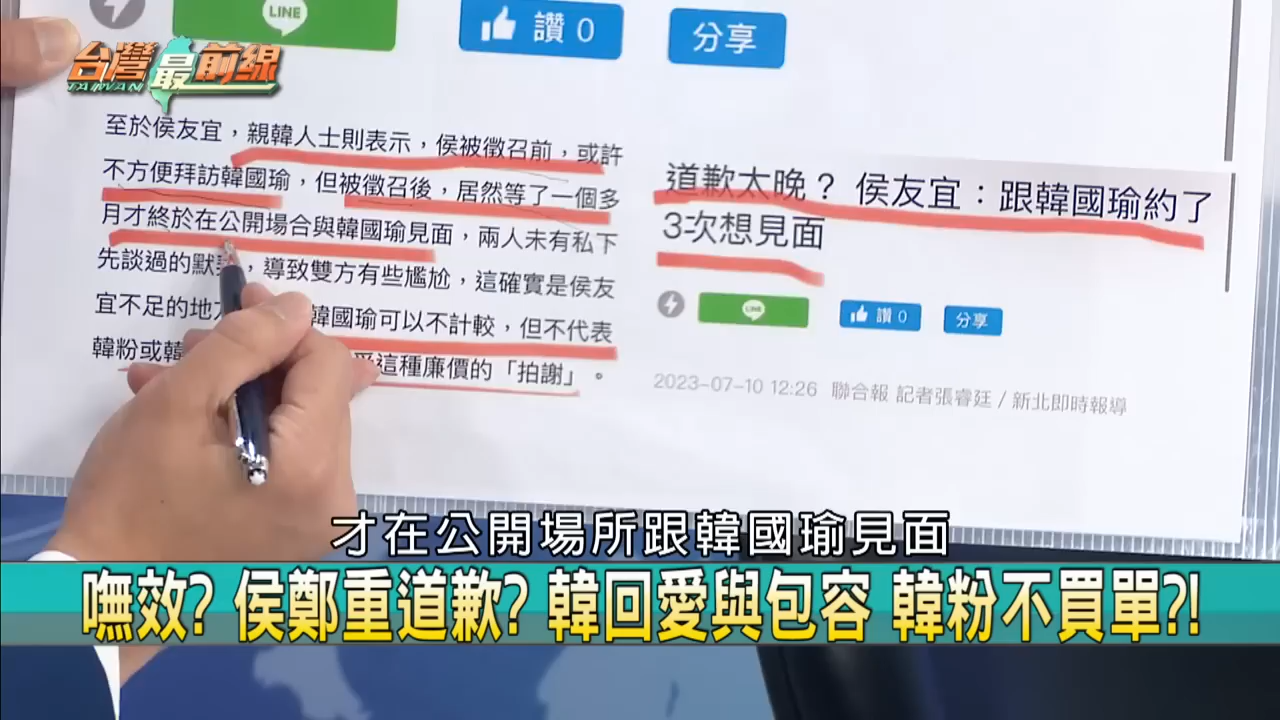 LINE
讚 0
分享
台灣最前線
TAIWAN
至於侯友宜，親韓人士則表示，侯被徵召前，或許
不方便拜訪韓國瑜，但被徵召後，居然等了一個多
月才終於在公開場合與韓國瑜見面，兩人未有私下
先談過的默，導致雙方有些尷尬，這確實是侯友
宜不足的地 韓國瑜可以不計較，但不代表
韓粉或韓 這種廉價的「拍謝」。
道歉太晚？ 侯友宜：跟韓國瑜約了
3次想見面
LINE
讚 0
分享
2023-07-10 12:26 聯合報 記者張睿廷／新北即時報導
才在公開場所跟韓國瑜見面
嘸效?侯鄭重道歉?韓回愛與包容 韓粉不買單?!